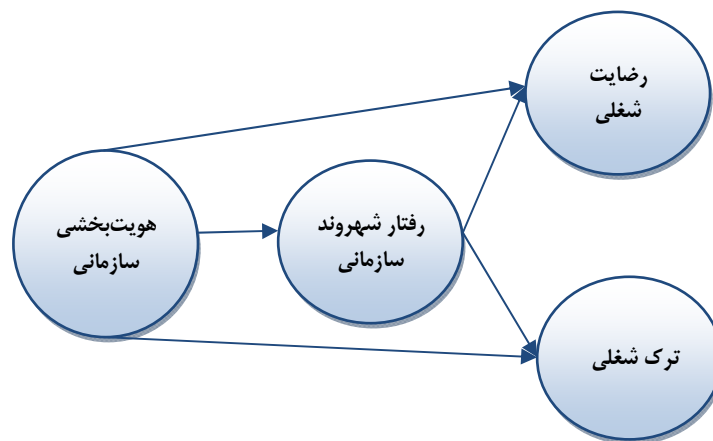 رضایت
شغلی
هویت‌بخشی
سازمانی
رفتار شهروند
سازمانی
ترک شغلی